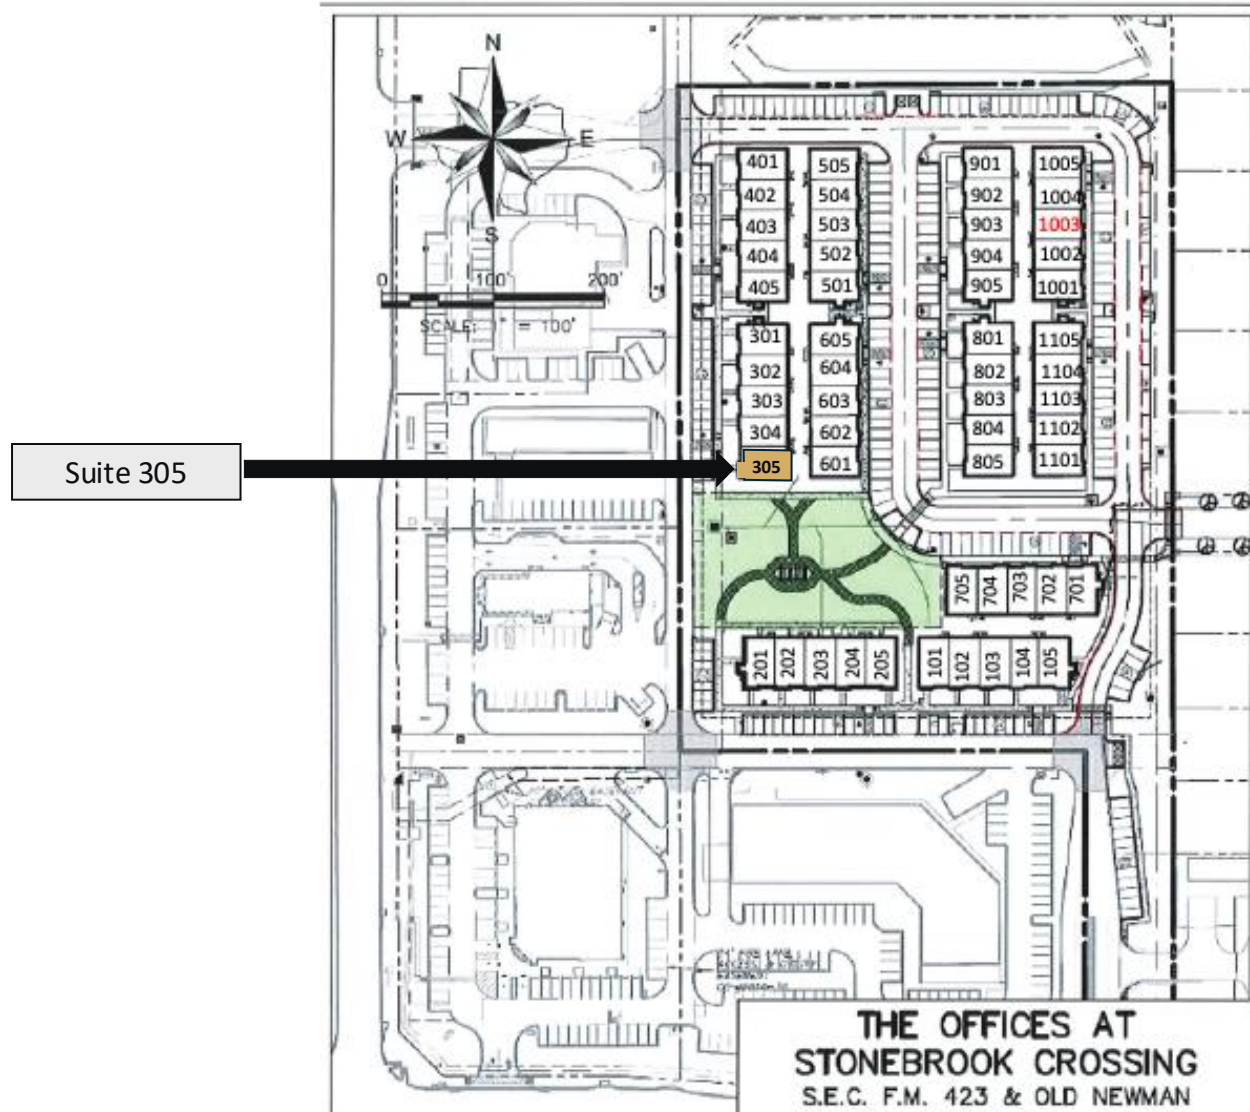 N
W E
S
0 100' 200'
SCALE: 1" = 100'
Suite 305
401 505 901 1005
402 504 902 1004
403 503 903 1003
404 502 904 1002
405 501 905 1001
301 605 801 1105
302 604 802 1104
303 603 803 1103
304 602 804 1102
305 601 805 1101
705 704 703 702 701
201 202 203 204 205 101 102 103 104 105
THE OFFICES AT
STONEBROOK CROSSING
S.E.C. F.M. 423 & OLD NEWMAN